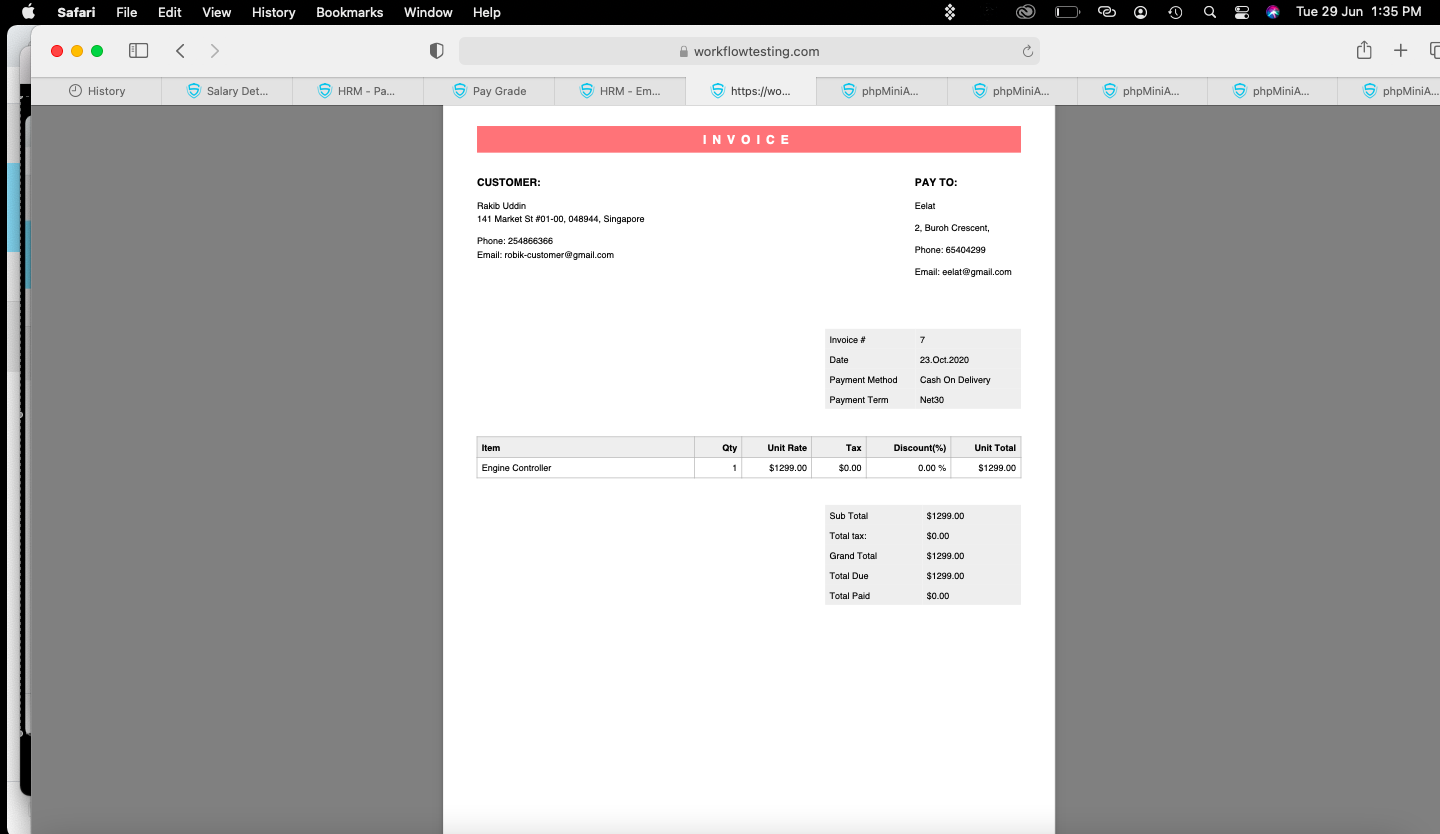 Safari File Edit View History Bookmarks Window Help Tue 29 Jun 1:35 PM
workflowtesting.com
History Salary Det... HRM - Pa... Pay Grade HRM - Em... https://wo... phpMiniA... phpMiniA... phpMiniA... phpMiniA... phpMiniA...
INVOICE
CUSTOMER:
Rakib Uddin
141 Market St #01-00, 048944, Singapore
Phone: 254866366
Email: robik-customer@gmail.com
PAY TO:
Eelat
2, Buroh Crescent,
Phone: 65404299
Email: eelat@gmail.com
Invoice # 7
Date 23.Oct.2020
Payment Method Cash On Delivery
Payment Term Net30
Item Qty Unit Rate Tax Discount(%) Unit Total
Engine Controller 1 $1299.00 $0.00 0.00 % $1299.00
Sub Total $1299.00
Total tax: $0.00
Grand Total $1299.00
Total Due $1299.00
Total Paid $0.00